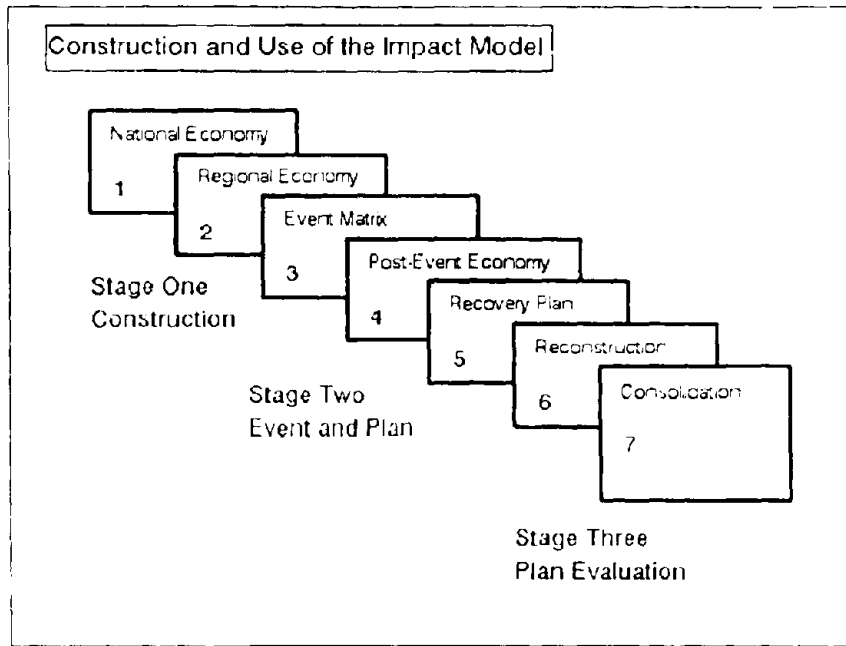 Construction and Use of the Impact Model
National Economy
1
Regional Economy
2
Event Matrix
3
Stage One
Construction
Post-Event Economy
4
Recovery Plan
5
Stage Two
Event and Plan
Reconstruction
6
Consolidation
7
Stage Three
Plan Evaluation